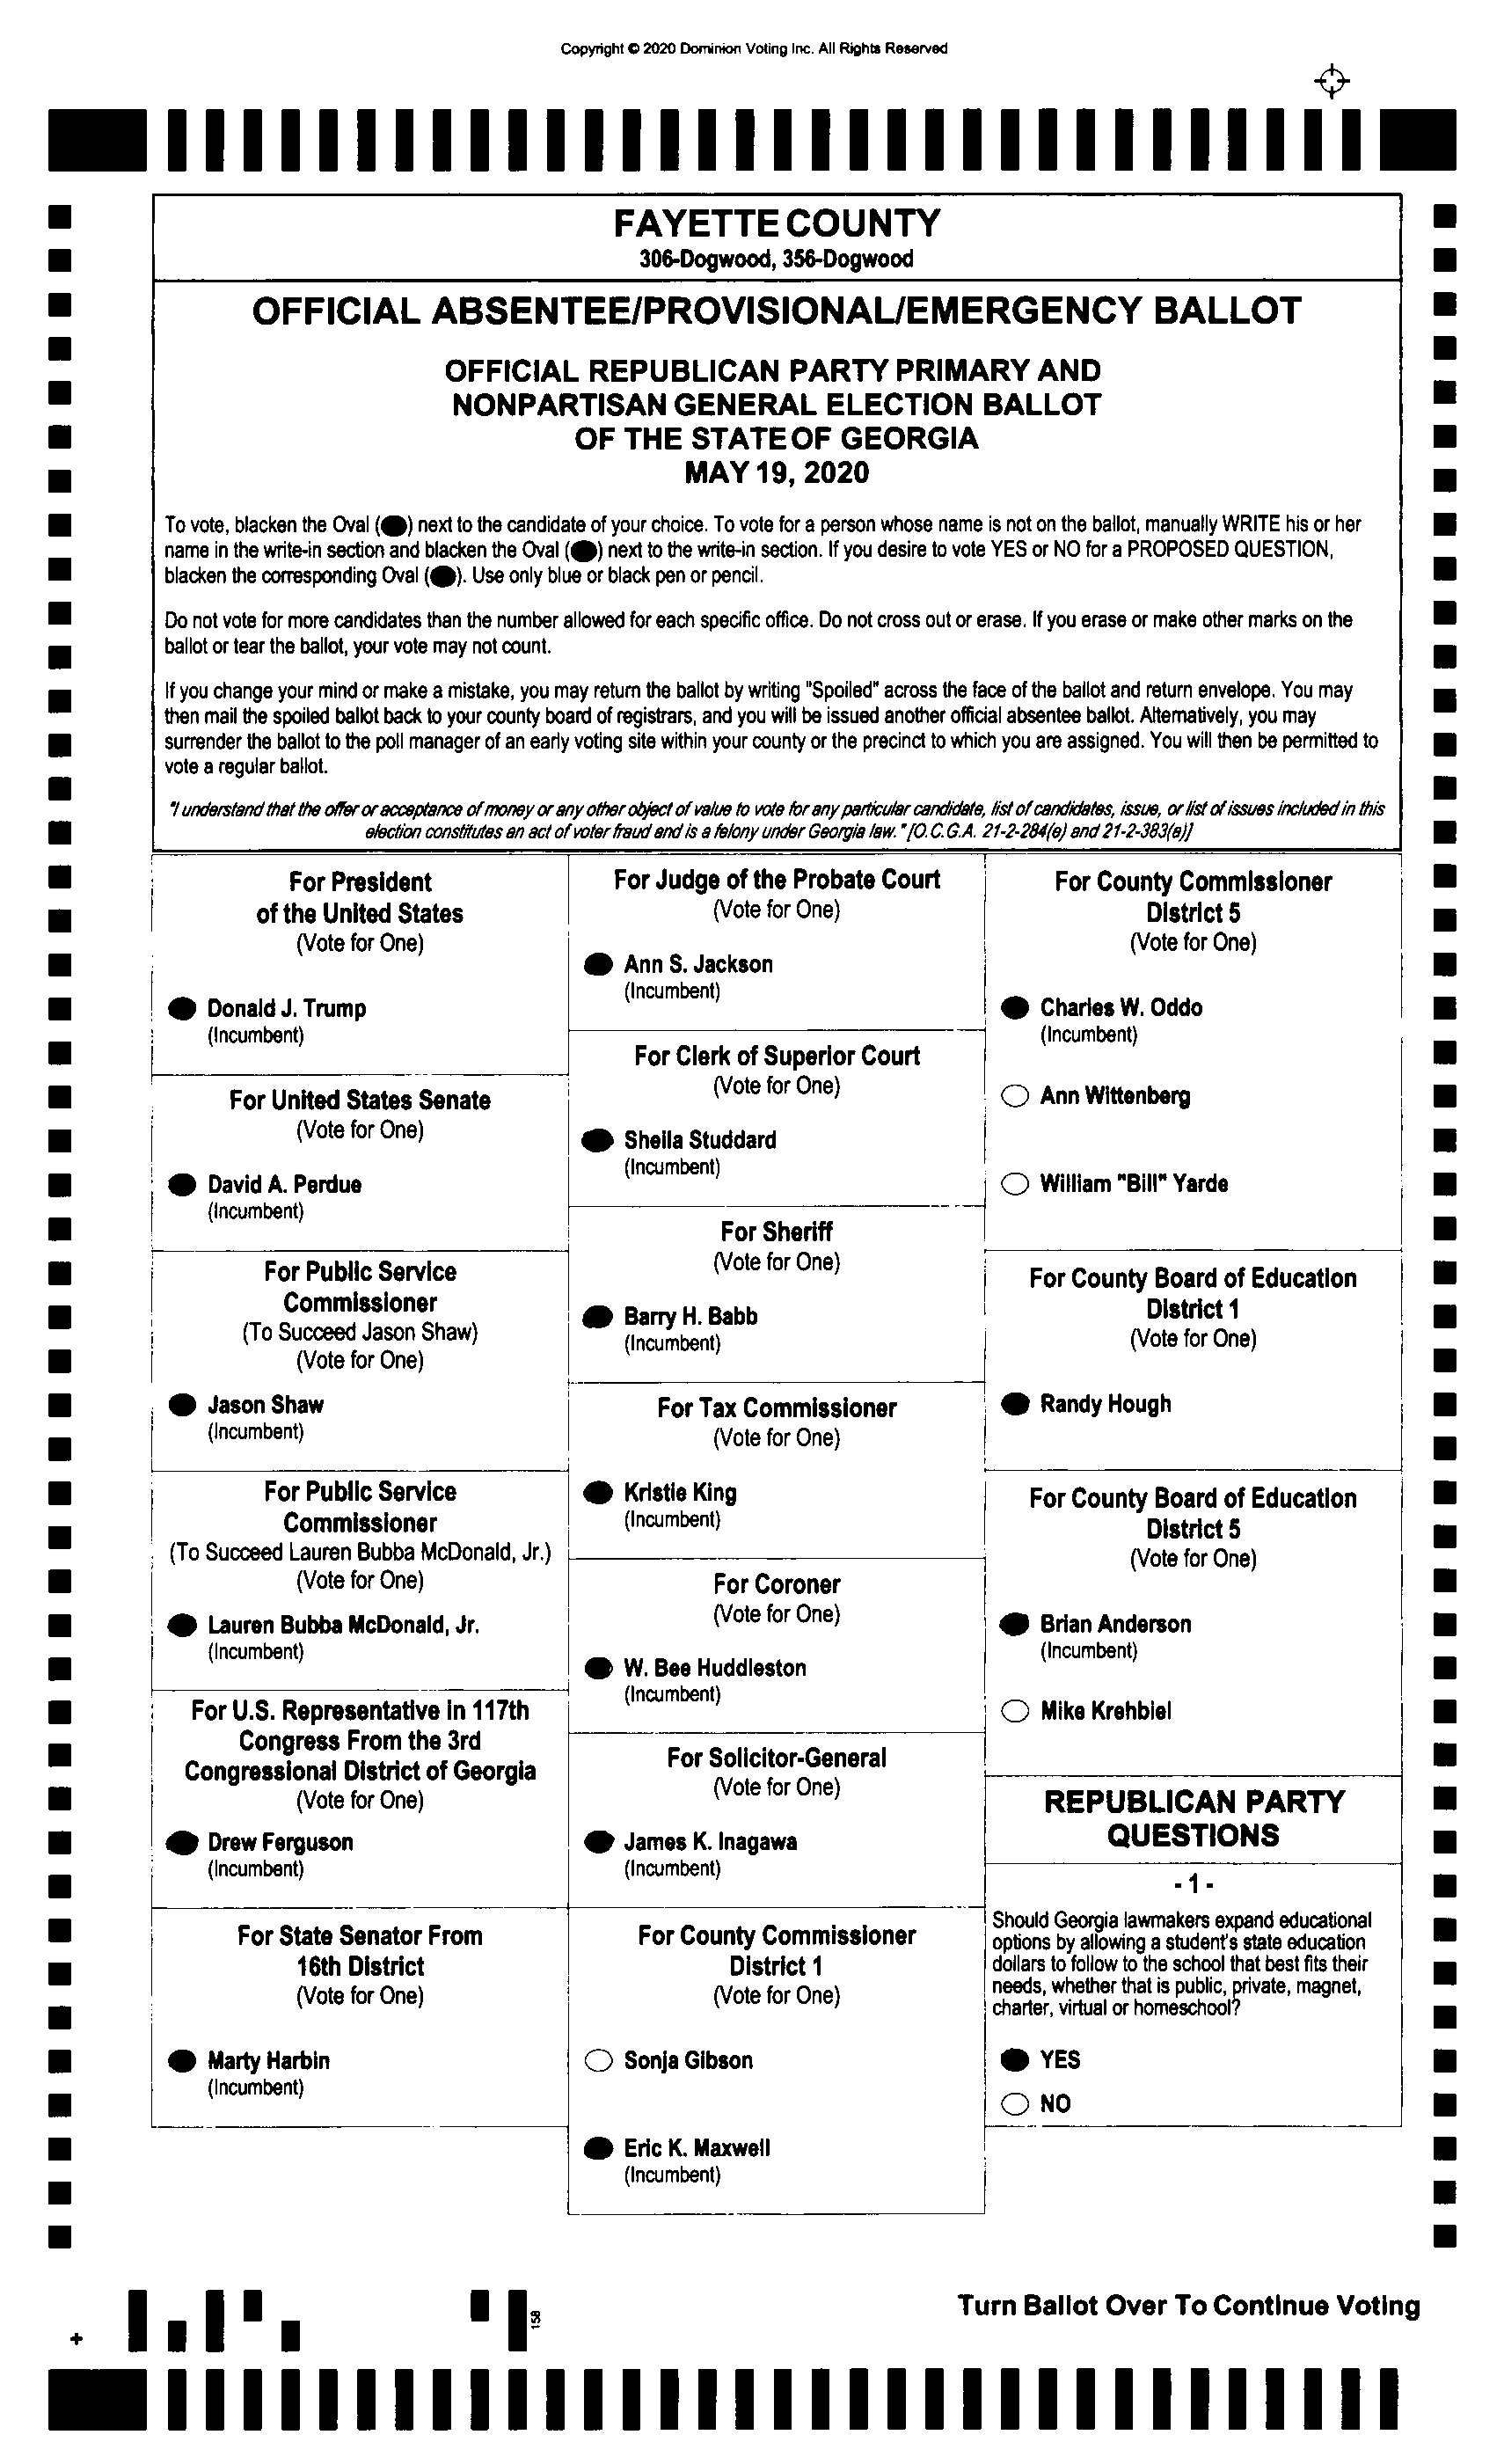 Copyright © 2020 Dominion Voting Inc. All Rights Reserved
FAYETTE COUNTY
306-Dogwood, 356-Dogwood
OFFICIAL ABSENTEE/PROVISIONAL/EMERGENCY BALLOT
OFFICIAL REPUBLICAN PARTY PRIMARY AND
NONPARTISAN GENERAL ELECTION BALLOT
OF THE STATE OF GEORGIA
MAY 19, 2020
To vote, blacken the Oval (●) next to the candidate of your choice. To vote for a person whose name is not on the ballot, manually WRITE his or her
name in the write-in section and blacken the Oval (●) next to the write-in section. If you desire to vote YES or NO for a PROPOSED QUESTION,
blacken the corresponding Oval (●). Use only blue or black pen or pencil.
Do not vote for more candidates than the number allowed for each specific office. Do not cross out or erase. If you erase or make other marks on the
ballot or tear the ballot, your vote may not count.
If you change your mind or make a mistake, you may return the ballot by writing "Spoiled" across the face of the ballot and return envelope. You may
then mail the spoiled ballot back to your county board of registrars, and you will be issued another official absentee ballot. Alternatively, you may
surrender the ballot to the poll manager of an early voting site within your county or the precinct to which you are assigned. You will then be permitted to
vote a regular ballot.
"I understand that the offer or acceptance of money or any other object of value to vote for any particular candidate, list of candidates, issue, or list of issues included in this
election constitutes an act of voter fraud and is a felony under Georgia law." [O.C.G.A. 21-2-284(e) and 21-2-383(a)]
For President
of the United States
(Vote for One)
Donald J. Trump
(Incumbent)
For United States Senate
(Vote for One)
David A. Perdue
(Incumbent)
For Public Service
Commissioner
(To Succeed Jason Shaw)
(Vote for One)
Jason Shaw
(Incumbent)
For Public Service
Commissioner
(To Succeed Lauren Bubba McDonald, Jr.)
(Vote for One)
Lauren Bubba McDonald, Jr.
(Incumbent)
For U.S. Representative in 117th
Congress From the 3rd
Congressional District of Georgia
(Vote for One)
Drew Ferguson
(Incumbent)
For State Senator From
16th District
(Vote for One)
Marty Harbin
(Incumbent)
For Judge of the Probate Court
(Vote for One)
Ann S. Jackson
(Incumbent)
For Clerk of Superior Court
(Vote for One)
Sheila Studdard
(Incumbent)
For Sheriff
(Vote for One)
Barry H. Babb
(Incumbent)
For Tax Commissioner
(Vote for One)
Kristie King
(Incumbent)
For Coroner
(Vote for One)
W. Bee Huddleston
(Incumbent)
For Solicitor-General
(Vote for One)
James K. Inagawa
(Incumbent)
For County Commissioner
District 1
(Vote for One)
Sonja Gibson
Eric K. Maxwell
(Incumbent)
For County Commissioner
District 5
(Vote for One)
Charles W. Oddo
(Incumbent)
Ann Wittenberg
William "Bill" Yarde
For County Board of Education
District 1
(Vote for One)
Randy Hough
For County Board of Education
District 5
(Vote for One)
Brian Anderson
(Incumbent)
Mike Krehbiel
REPUBLICAN PARTY
QUESTIONS
- 1 -
Should Georgia lawmakers expand educational
options by allowing a student's state education
dollars to follow to the school that best fits their
needs, whether that is public, private, magnet,
charter, virtual or homeschool?
YES
NO
Turn Ballot Over To Continue Voting
158